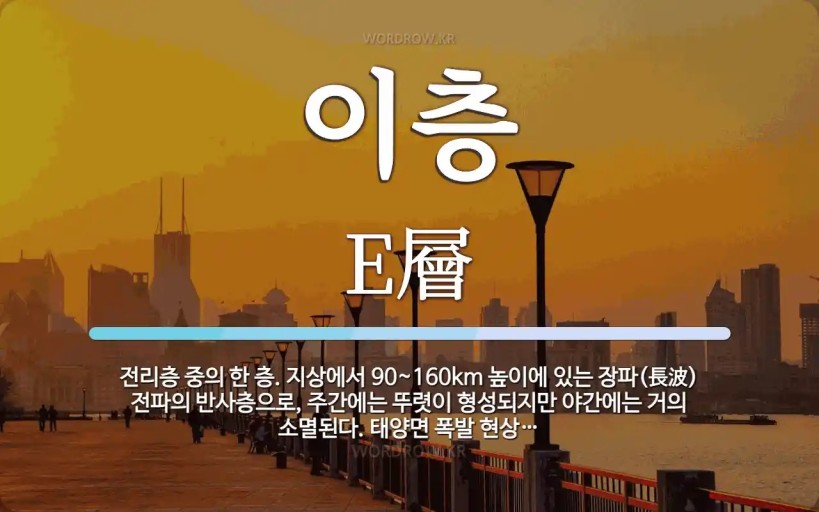 WORDROW.KR
이층
E層
전리층 중의 한 층. 지상에서 90~160km 높이에 있는 장파(長波)
전파의 반사층으로, 주간에는 뚜렷이 형성되지만 야간에는 거의
소멸된다. 태양면 폭발 현상…
WORDROW.KR